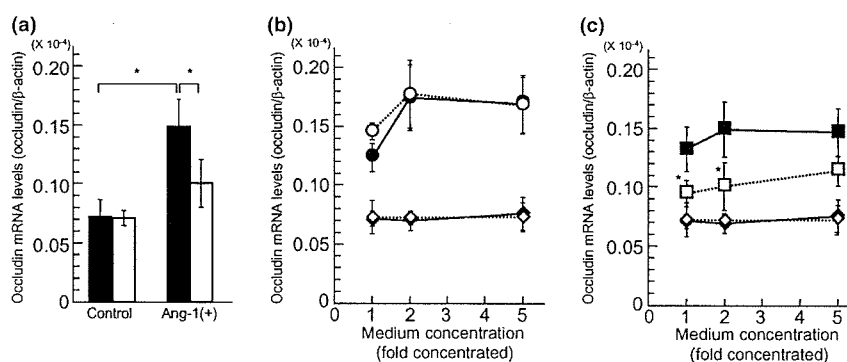 (a)
(X 10⁻⁴)
Occludin mRNA levels (occludin/β-actin)
0.20
0.15
0.10
0.05
0
*
*
Control
Ang-1(+)
(b)
(X 10⁻⁴)
Occludin mRNA levels (occludin/β-actin)
0.20
0.15
0.10
0.05
0
0 1 2 3 4 5
Medium concentration
(fold concentrated)
(c)
(X 10⁻⁴)
Occludin mRNA levels (occludin/β-actin)
0.20
0.15
0.10
0.05
0
*
*
0 1 2 3 4 5
Medium concentration
(fold concentrated)